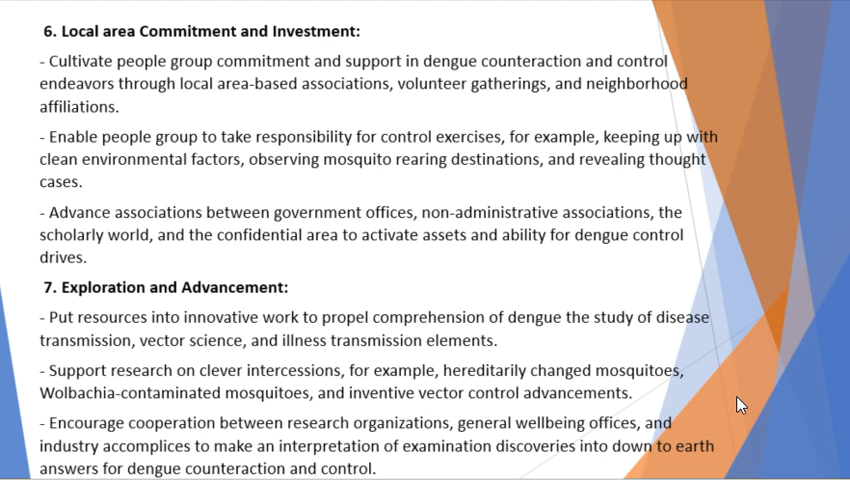 6. Local area Commitment and Investment:
- Cultivate people group commitment and support in dengue counteraction and control
endeavors through local area-based associations, volunteer gatherings, and neighborhood
affiliations.
- Enable people group to take responsibility for control exercises, for example, keeping up with
clean environmental factors, observing mosquito rearing destinations, and revealing thought
cases.
- Advance associations between government offices, non-administrative associations, the
scholarly world, and the confidential area to activate assets and ability for dengue control
drives.
7. Exploration and Advancement:
- Put resources into innovative work to propel comprehension of dengue the study of disease
transmission, vector science, and illness transmission elements.
- Support research on clever intercessions, for example, hereditarily changed mosquitoes,
Wolbachia-contaminated mosquitoes, and inventive vector control advancements.
- Encourage cooperation between research organizations, general wellbeing offices, and
industry accomplices to make an interpretation of examination discoveries into down to earth
answers for dengue counteraction and control.